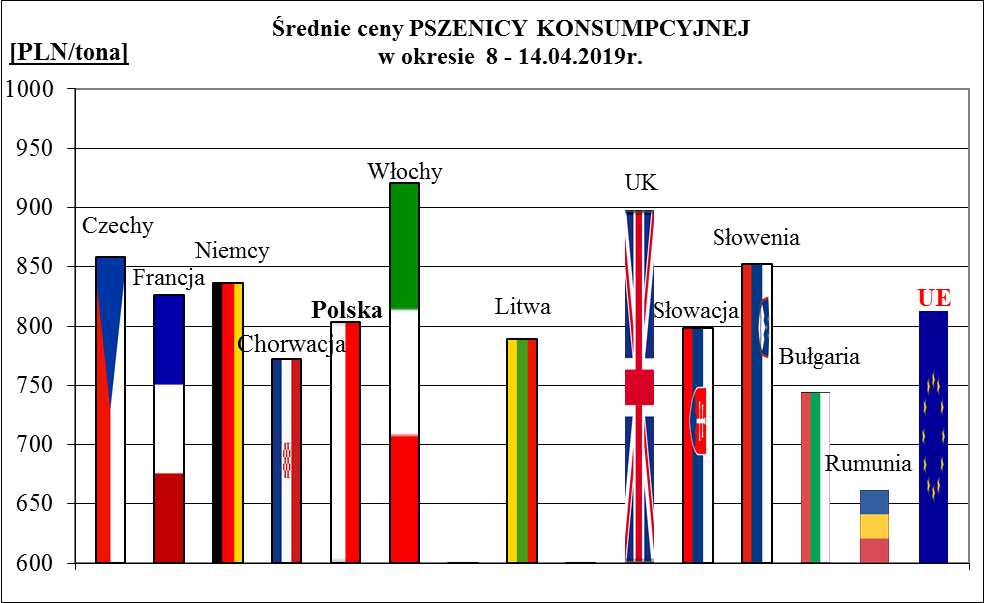 Średnie ceny PSZENICY KONSUMPCYJNEJ
w okresie 8 - 14.04.2019r.
[PLN/tona]
1000
950
900
850
800
750
700
650
600
Czechy
Francja
Niemcy
Chorwacja
Polska
Włochy
Litwa
UK
Słowacja
Słowenia
Bułgaria
Rumunia
UE